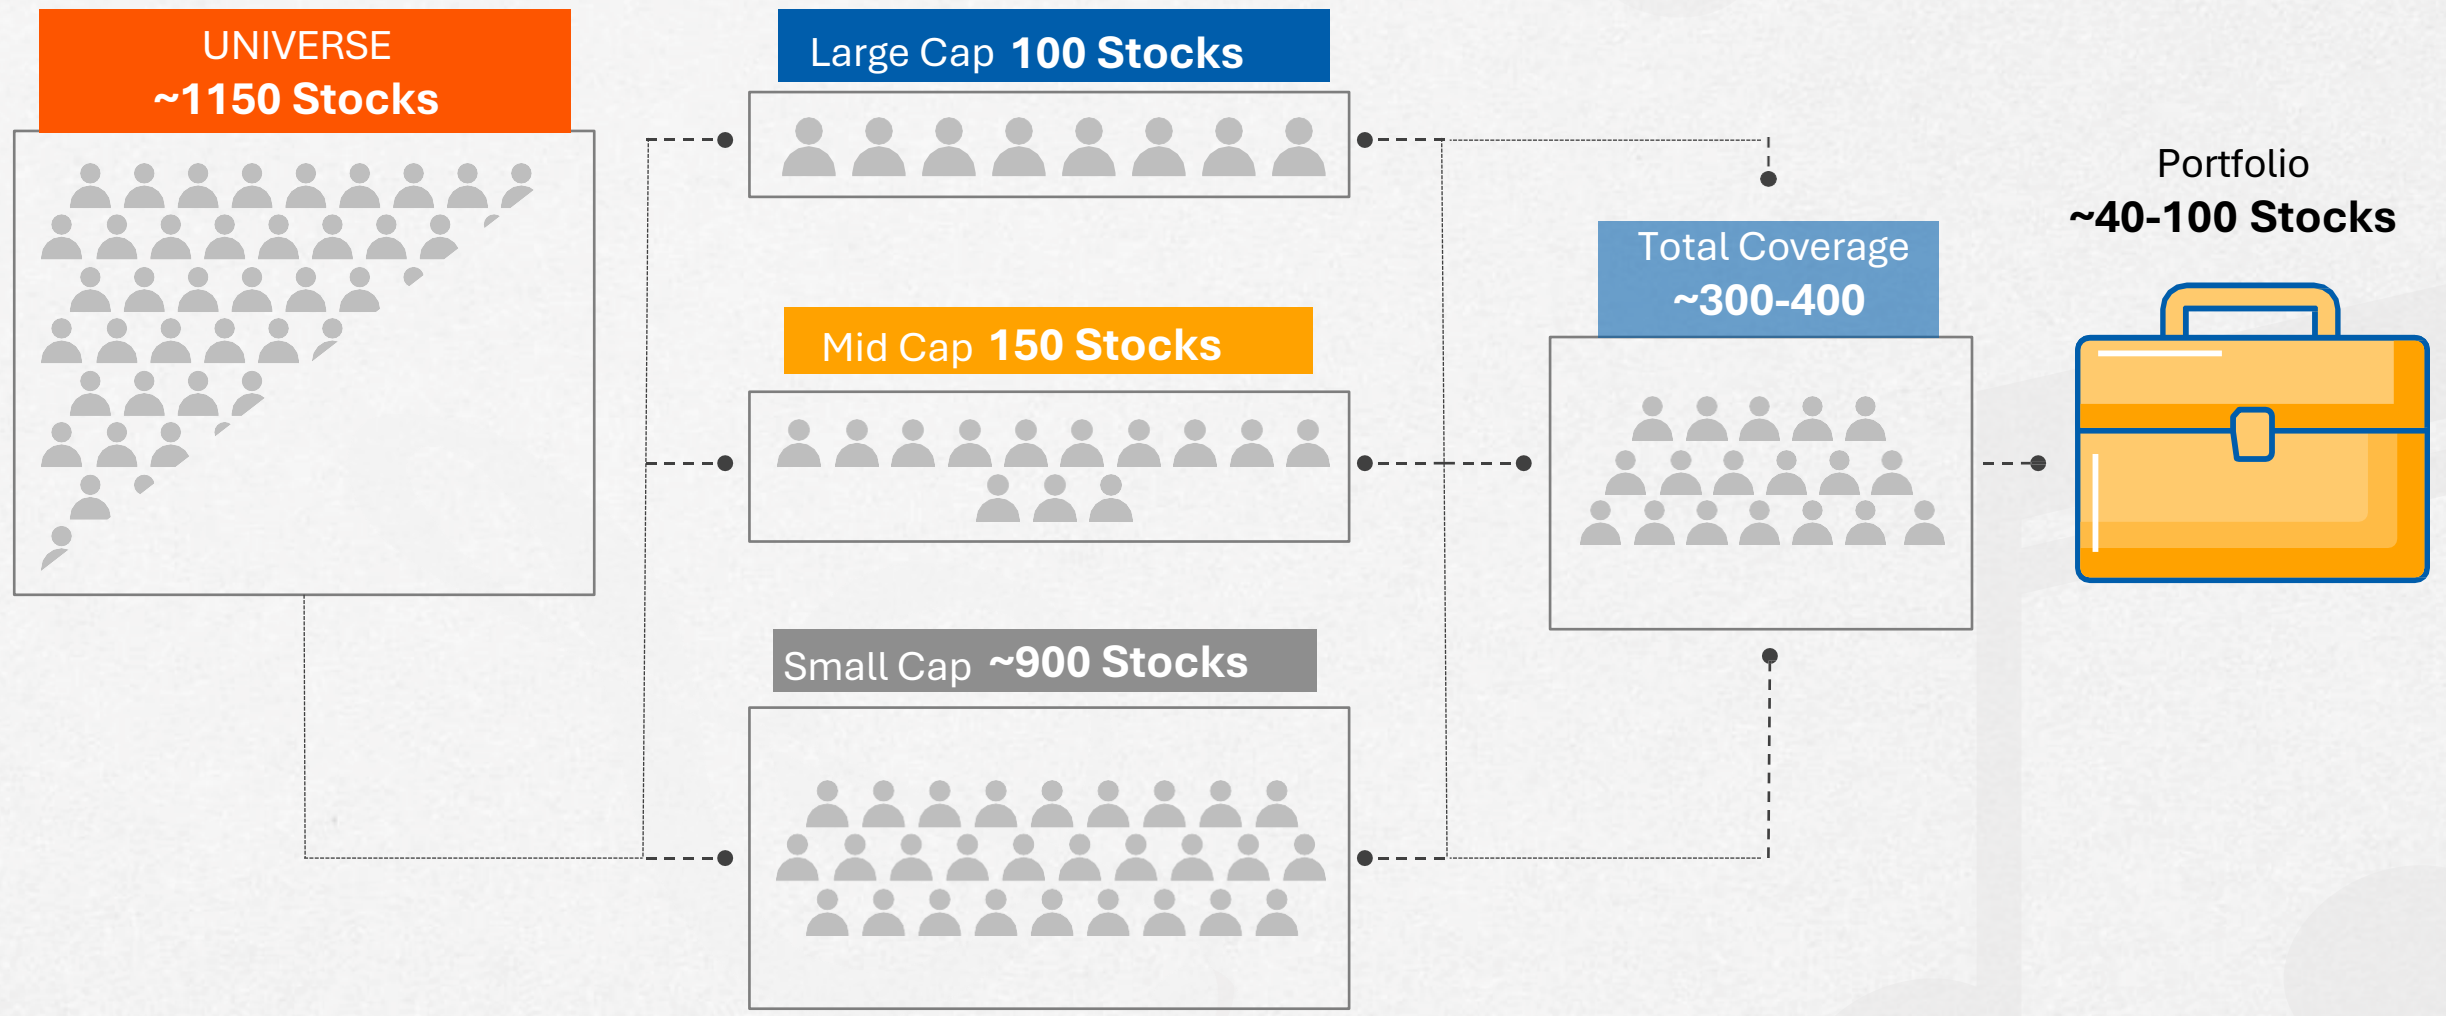 UNIVERSE
~1150 Stocks
Large Cap 100 Stocks
Mid Cap 150 Stocks
Small Cap ~900 Stocks
Total Coverage
~300-400
Portfolio
~40-100 Stocks